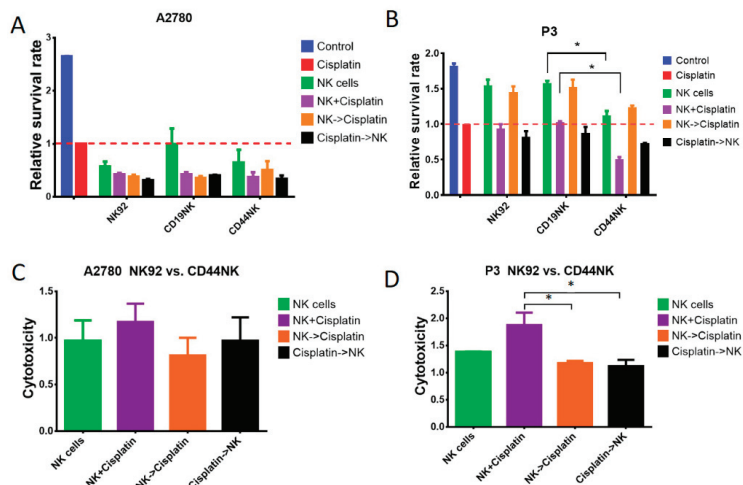 A
A2780
Relative survival rate
3
2
1
0
NK92
CD19NK
CD44NK
Control
Cisplatin
NK cells
NK+Cisplatin
NK->Cisplatin
Cisplatin->NK
B
P3
Relative survival rate
2.0
1.5
1.0
0.5
0.0
*
*
NK92
CD19NK
CD44NK
Control
Cisplatin
NK cells
NK+Cisplatin
NK->Cisplatin
Cisplatin->NK
C
A2780 NK92 vs. CD44NK
Cytotoxicity
1.5
1.0
0.5
0.0
NK cells
NK+Cisplatin
NK->Cisplatin
Cisplatin->NK
NK cells
NK+Cisplatin
NK->Cisplatin
Cisplatin->NK
D
P3 NK92 vs. CD44NK
Cytotoxicity
2.5
2.0
1.5
1.0
0.5
0.0
*
*
NK cells
NK+Cisplatin
NK->Cisplatin
Cisplatin->NK
NK cells
NK+Cisplatin
NK->Cisplatin
Cisplatin->NK